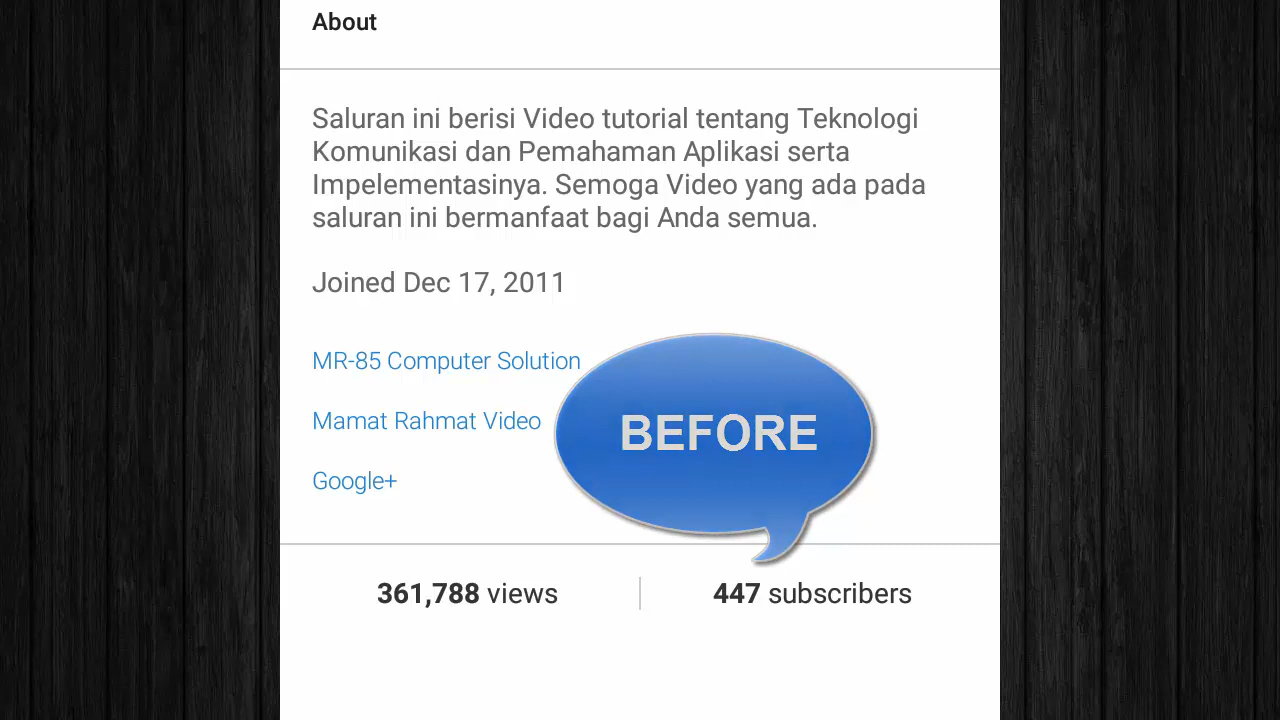 About
Saluran ini berisi Video tutorial tentang Teknologi
Komunikasi dan Pemahaman Aplikasi serta
Impelementasinya. Semoga Video yang ada pada
saluran ini bermanfaat bagi Anda semua.
Joined Dec 17, 2011
MR-85 Computer Solution
Mamat Rahmat Video
BEFORE
Google+
361,788 views
447 subscribers